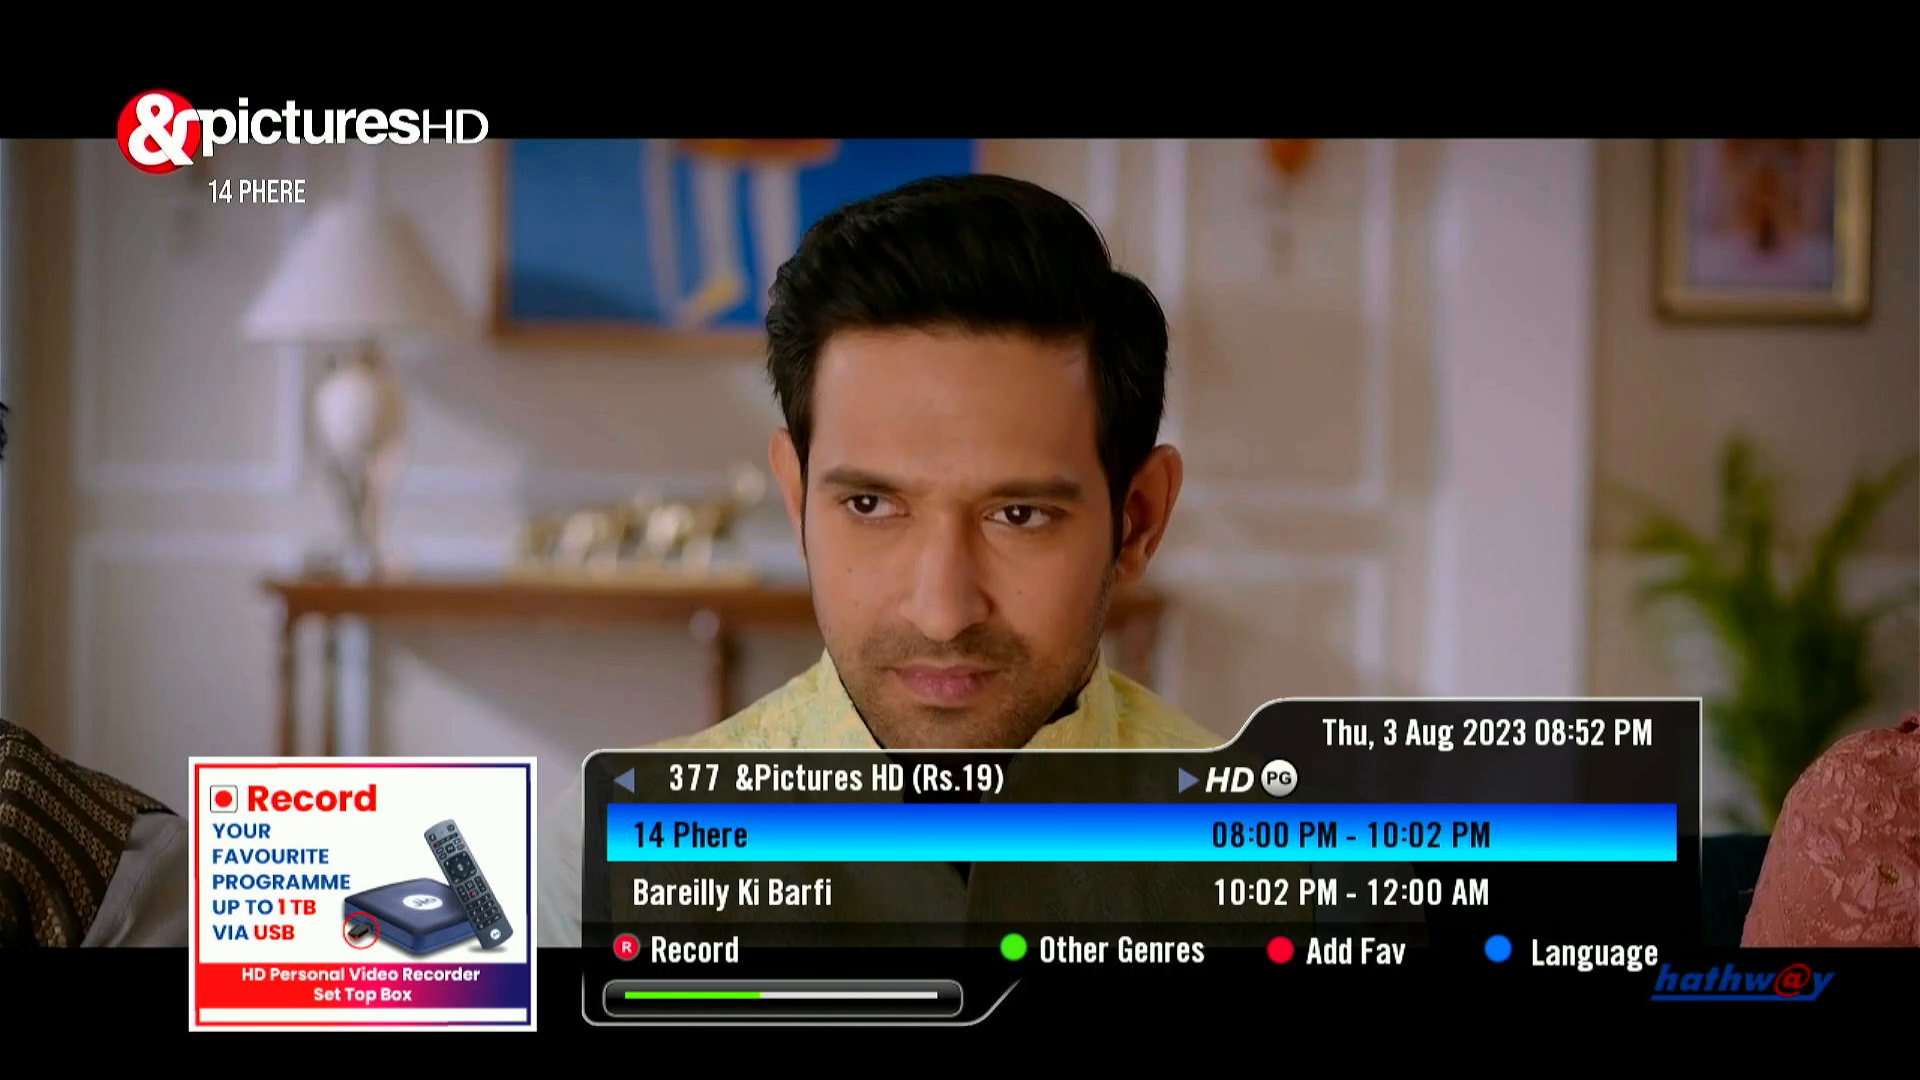 &picturesHD
14 PHERE
Thu, 3 Aug 2023 08:52 PM
377 &Pictures HD (Rs.19) HD PG
14 Phere 08:00 PM - 10:02 PM
Bareilly Ki Barfi 10:02 PM - 12:00 AM
R Record Other Genres Add Fav Language
hathw@y
Record
YOUR
FAVOURITE
PROGRAMME
UP TO 1 TB
VIA USB
Jio
HD Personal Video Recorder
Set Top Box